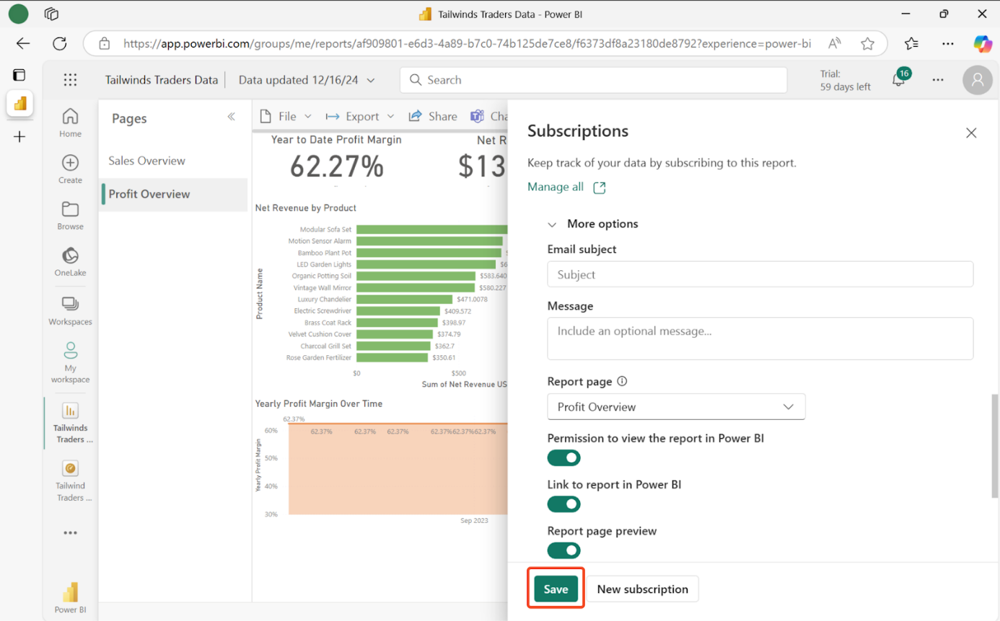 Tailwinds Traders Data - Power BI
https://app.powerbi.com/groups/me/reports/af909801-e6d3-4a89-b7c0-74b125de7ce8/f6373df8a23180de8792?experience=power-bi
Tailwinds Traders Data
Data updated 12/16/24
Search
Trial:
59 days left
16
Home
Create
Browse
OneLake
Workspaces
My
workspace
Tailwinds
Traders ...
Tailwind
Traders ...
Power BI
Pages
Sales Overview
Profit Overview
File
Export
Share
Cha
Year to Date Profit Margin
62.27%
Net R
$13
Net Revenue by Product
Product Name
Modular Sofa Set
Motion Sensor Alarm
Bamboo Plant Pot
LED Garden Lights $6
Organic Potting Soil $583.640
Vintage Wall Mirror $580.227
Luxury Chandelier $471.0078
Electric Screwdriver $409.572
Brass Coat Rack $398.97
Velvet Cushion Cover $374.79
Charcoal Grill Set $362.7
Rose Garden Fertilizer $350.61
$0 $500
Sum of Net Revenue US
Yearly Profit Margin Over Time
Yearly Profit Margin
62.37%
60% 62.37% 62.37% 62.37% 62.37%62.37%62.37%
50%
40%
30%
Sep 2023
Subscriptions
Keep track of your data by subscribing to this report.
Manage all
More options
Email subject
Subject
Message
Include an optional message...
Report page
Profit Overview
Permission to view the report in Power BI
Link to report in Power BI
Report page preview
Save
New subscription